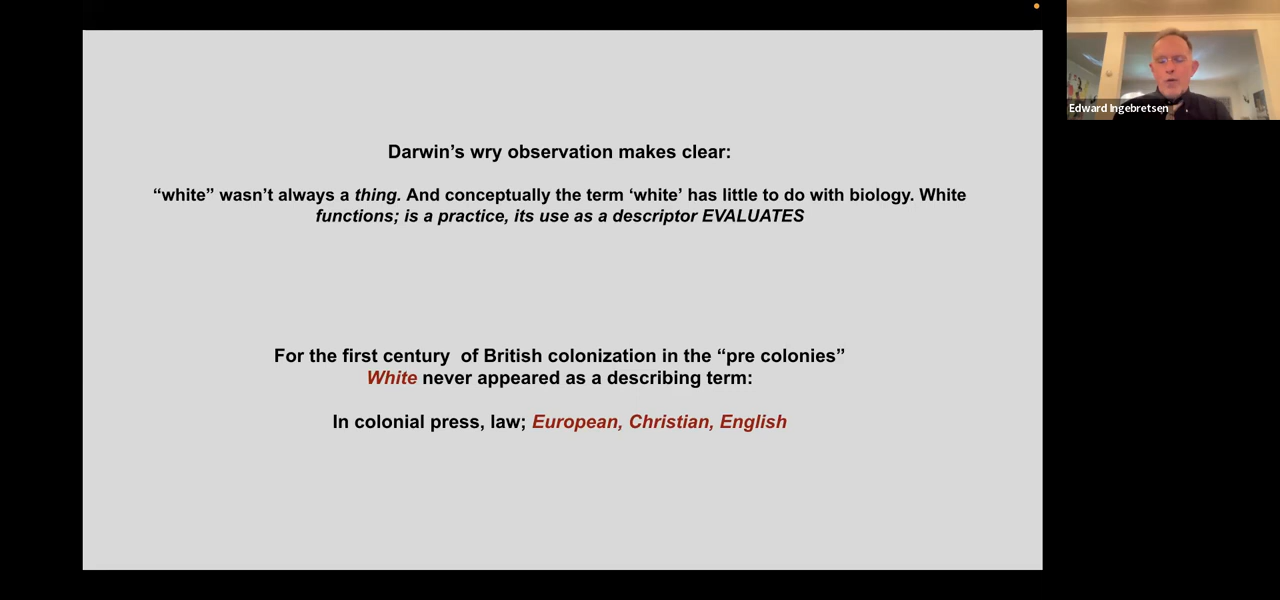 Darwin’s wry observation makes clear:
“white” wasn’t always a thing. And conceptually the term ‘white’ has little to do with biology. White
functions; is a practice, its use as a descriptor EVALUATES
For the first century  of British colonization in the “pre colonies”
White never appeared as a describing term:
In colonial press, law; European, Christian, English
Edward Ingebretsen